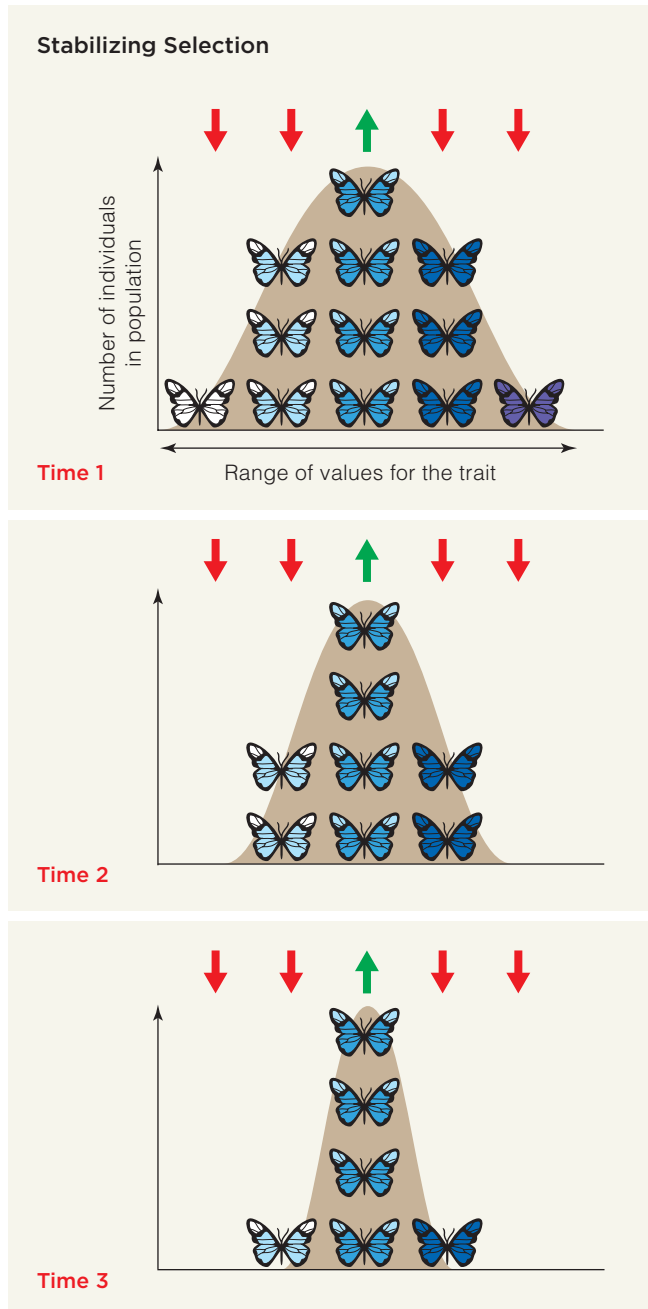 Stabilizing Selection
Number of individuals
in population
Time 1
Range of values for the trait
Time 2
Time 3